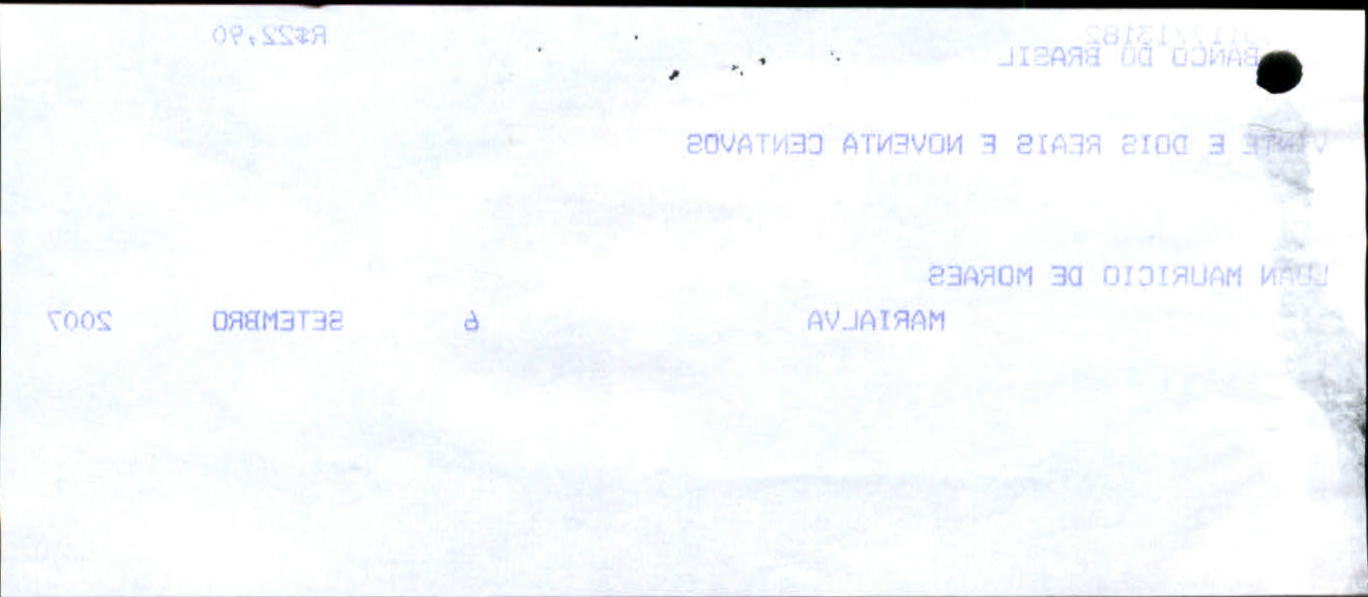 R$22,90
BANCO DO BRASIL
VINTE E DOIS REAIS E NOVENTA CENTAVOS
LUAN MAURICIO DE MORAES
MARIALVA 6 SETEMBRO 2007